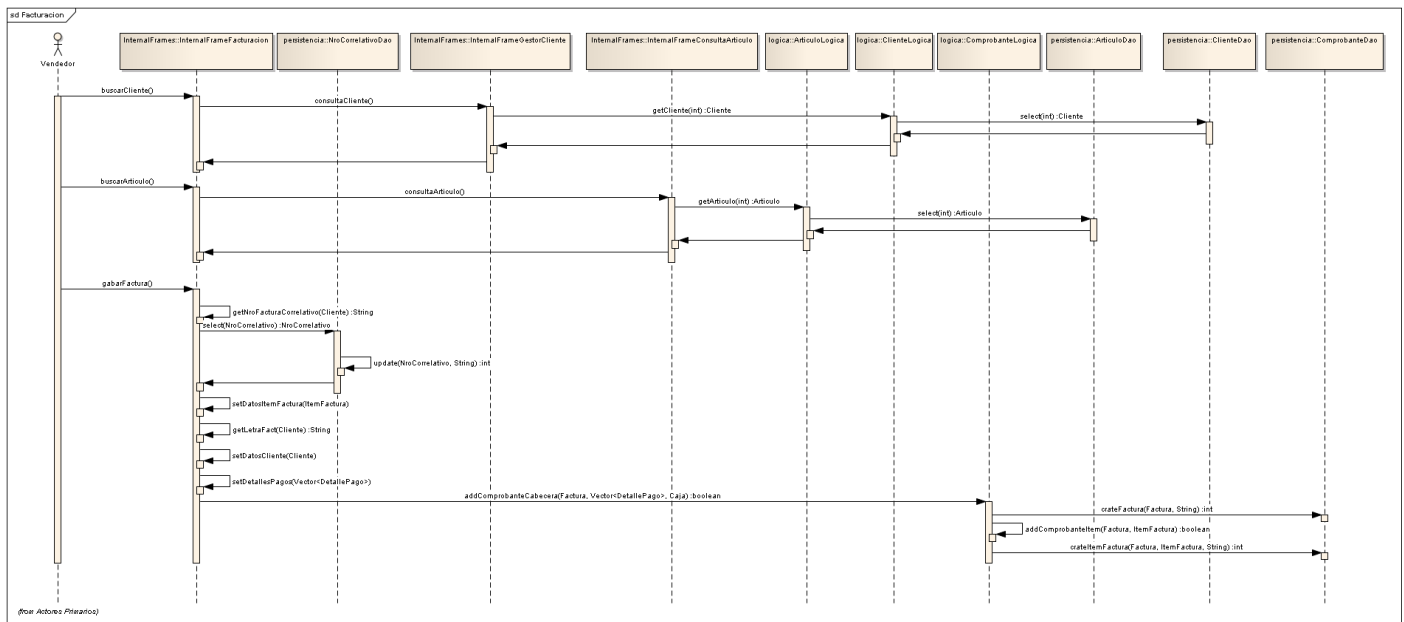 sd Facturacion
Vendedor
InternalFrames::InternalFrameFacturacion
persistencia::NroCorrelativoDao
InternalFrames::InternalFrameGestorCliente
InternalFrames::InternalFrameConsultaArticulo
logica::ArticuloLogica
logica::ClienteLogica
logica::ComprobanteLogica
persistencia::ArticuloDao
persistencia::ClienteDao
persistencia::ComprobanteDao
buscarCliente()
consultaCliente()
getCliente(int) :Cliente
select(int) :Cliente
buscarArticulo()
consultaArticulo()
getArticulo(int) :Articulo
select(int) :Articulo
gabarFactura()
getNroFacturaCorrelativo(Cliente) :String
select(NroCorrelativo) :NroCorrelativo
update(NroCorrelativo, String) :int
setDatosItemFactura(ItemFactura)
getLetraFact(Cliente) :String
setDatosCliente(Cliente)
setDetallesPagos(Vector<DetallePago>)
addComprobanteCabecera(Factura, Vector<DetallePago>, Caja) :boolean
crateFactura(Factura, String) :int
addComprobanteItem(Factura, ItemFactura) :boolean
crateItemFactura(Factura, ItemFactura, String) :int
(from Actores Primarios)